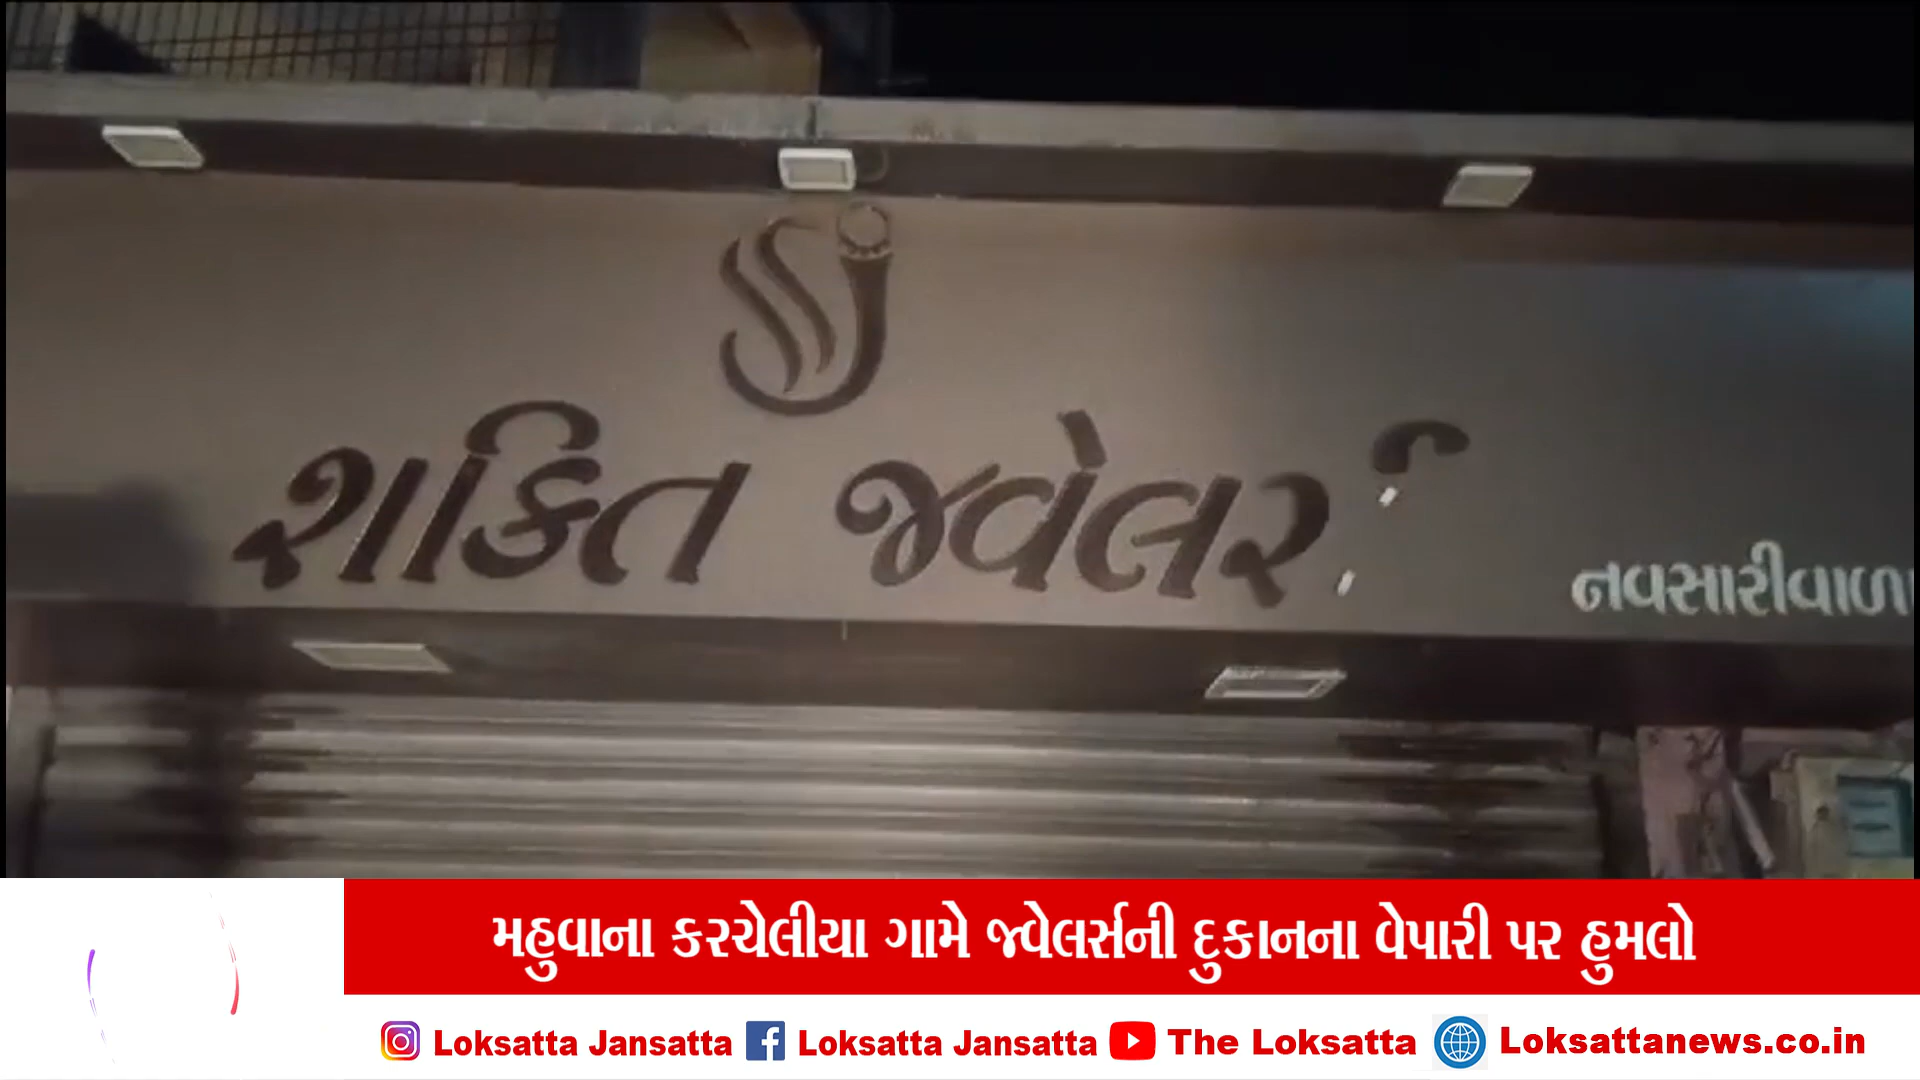 શક્તિ જ્વેલર્સ
નવસારીવાળા
મહુવાના કરચેલીયા ગામે જ્વેલર્સની દુકાનના વેપારી પર હુમલો
Loksatta Jansatta Loksatta Jansatta The Loksatta Loksattanews.co.in